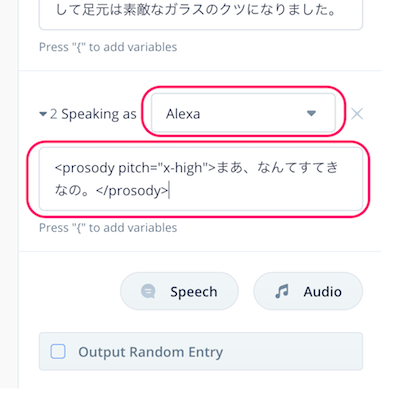 して足元は素敵なガラスのクツになりました。
Press "{" to add variables
2 Speaking as Alexa
<prosody pitch="x-high">まあ、なんてすてき
なの。</prosody>
Press "{" to add variables
Speech Audio
Output Random Entry